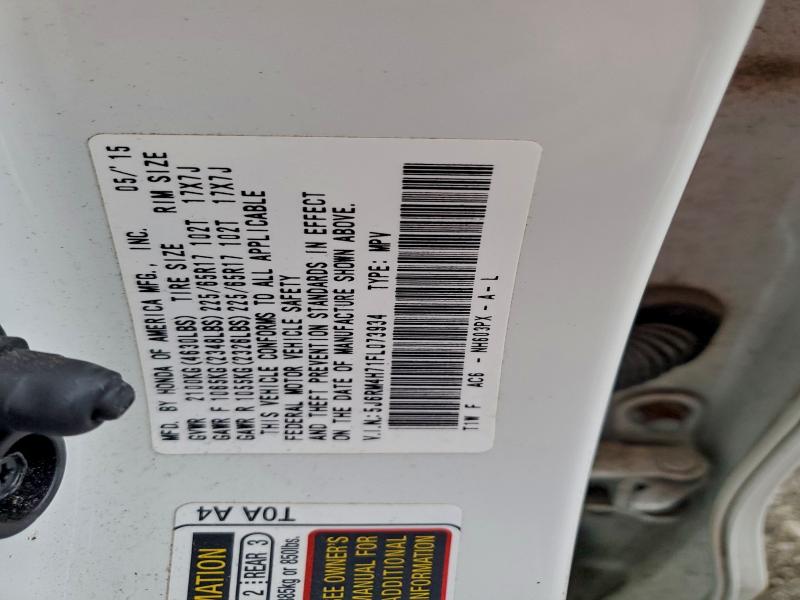 MFD. BY HONDA OF AMERICA MFG., INC. 05/'15
GVWR 2100KG(4630LBS) TIRE SIZE RIM SIZE
GAWR F 1065KG(2348LBS) 225/65R17 102T 17X7J
GAWR R 1055KG(2326LBS) 225/65R17 102T 17X7J
THIS VEHICLE CONFORMS TO ALL APPLICABLE
FEDERAL MOTOR VEHICLE SAFETY
AND THEFT PREVENTION STANDARDS IN EFFECT
ON THE DATE OF MANUFACTURE SHOWN ABOVE.
V.I.N.:5J6RM4H71FL073934 TYPE: MPV
T1W F AC6 - NH603PX - A - L
T0A A4
MATION
2 REAR 3
385kg or 850lbs.
SEE OWNER'S
MANUAL FOR
ADDITIONAL
INFORMATION